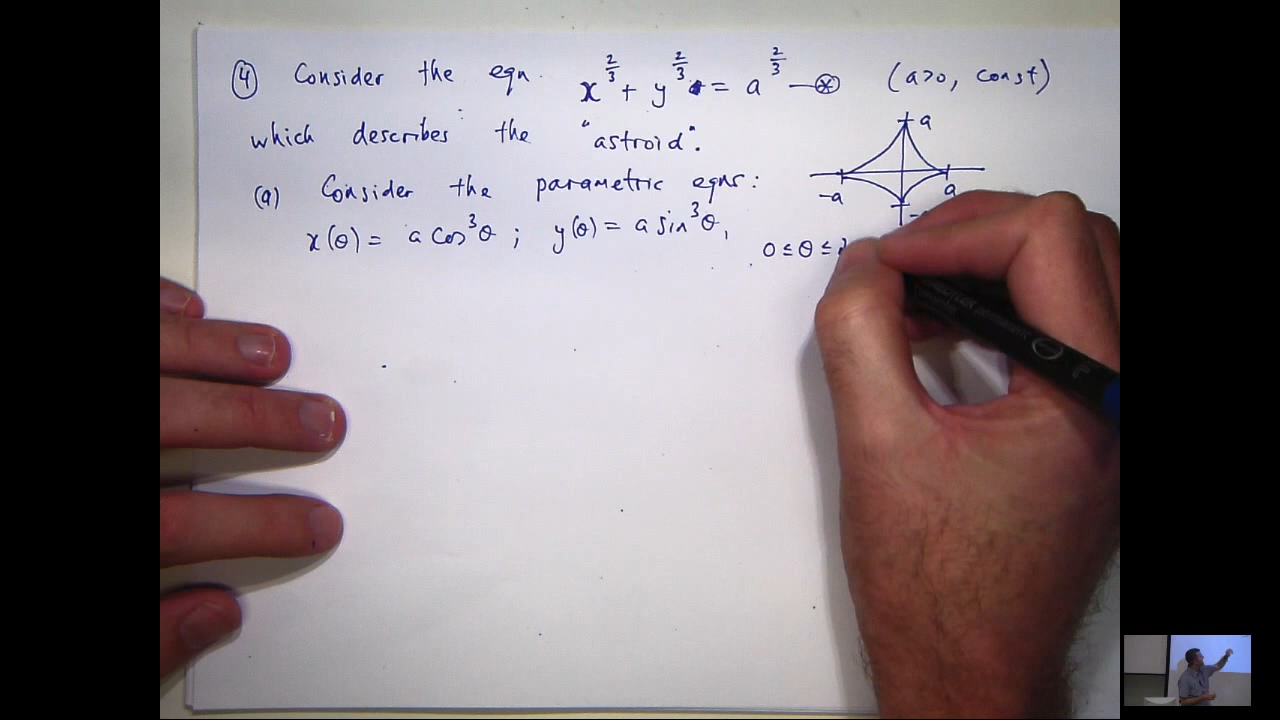 ④ Consider the eqn. x^{2/3} + y^{2/3} = a^{2/3} —⊛ (a>0, const)
which describes the "astroid".
a
-a
a
(a) Consider the parametric eqns:
x(θ) = a cos³θ ; y(θ) = a sin³θ,
0 ≤ θ ≤